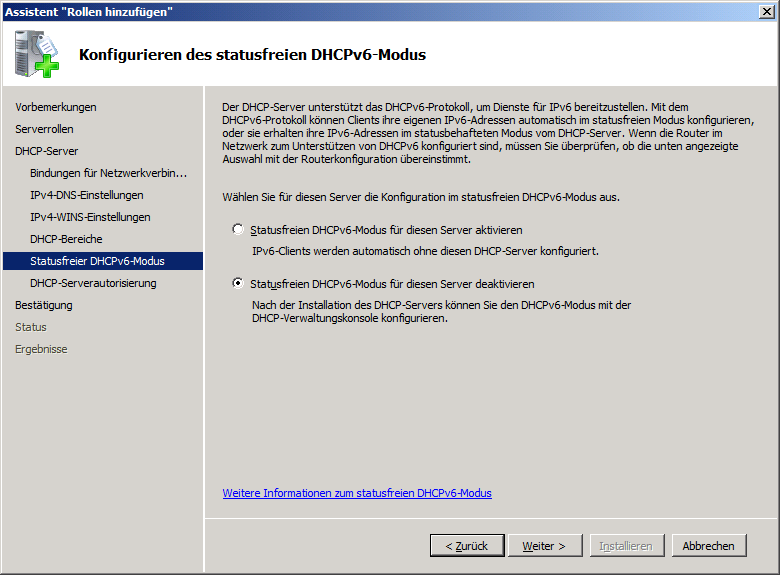 Assistent "Rollen hinzufügen"
Konfigurieren des statusfreien DHCPv6-Modus
Vorbemerkungen
Serverrollen
DHCP-Server
Bindungen für Netzwerkverbin...
IPv4-DNS-Einstellungen
IPv4-WINS-Einstellungen
DHCP-Bereiche
Statusfreier DHCPv6-Modus
DHCP-Serverautorisierung
Bestätigung
Status
Ergebnisse
Der DHCP-Server unterstützt das DHCPv6-Protokoll, um Dienste für IPv6 bereitzustellen. Mit dem
DHCPv6-Protokoll können Clients ihre eigenen IPv6-Adressen automatisch im statusfreien Modus konfigurieren,
oder sie erhalten ihre IPv6-Adressen im statusbehafteten Modus vom DHCP-Server. Wenn die Router im
Netzwerk zum Unterstützen von DHCPv6 konfiguriert sind, müssen Sie überprüfen, ob die unten angezeigte
Auswahl mit der Routerkonfiguration übereinstimmt.
Wählen Sie für diesen Server die Konfiguration im statusfreien DHCPv6-Modus aus.
Statusfreien DHCPv6-Modus für diesen Server aktivieren
IPv6-Clients werden automatisch ohne diesen DHCP-Server konfiguriert.
Statusfreien DHCPv6-Modus für diesen Server deaktivieren
Nach der Installation des DHCP-Servers können Sie den DHCPv6-Modus mit der
DHCP-Verwaltungskonsole konfigurieren.
Weitere Informationen zum statusfreien DHCPv6-Modus
< Zurück
Weiter >
Installieren
Abbrechen